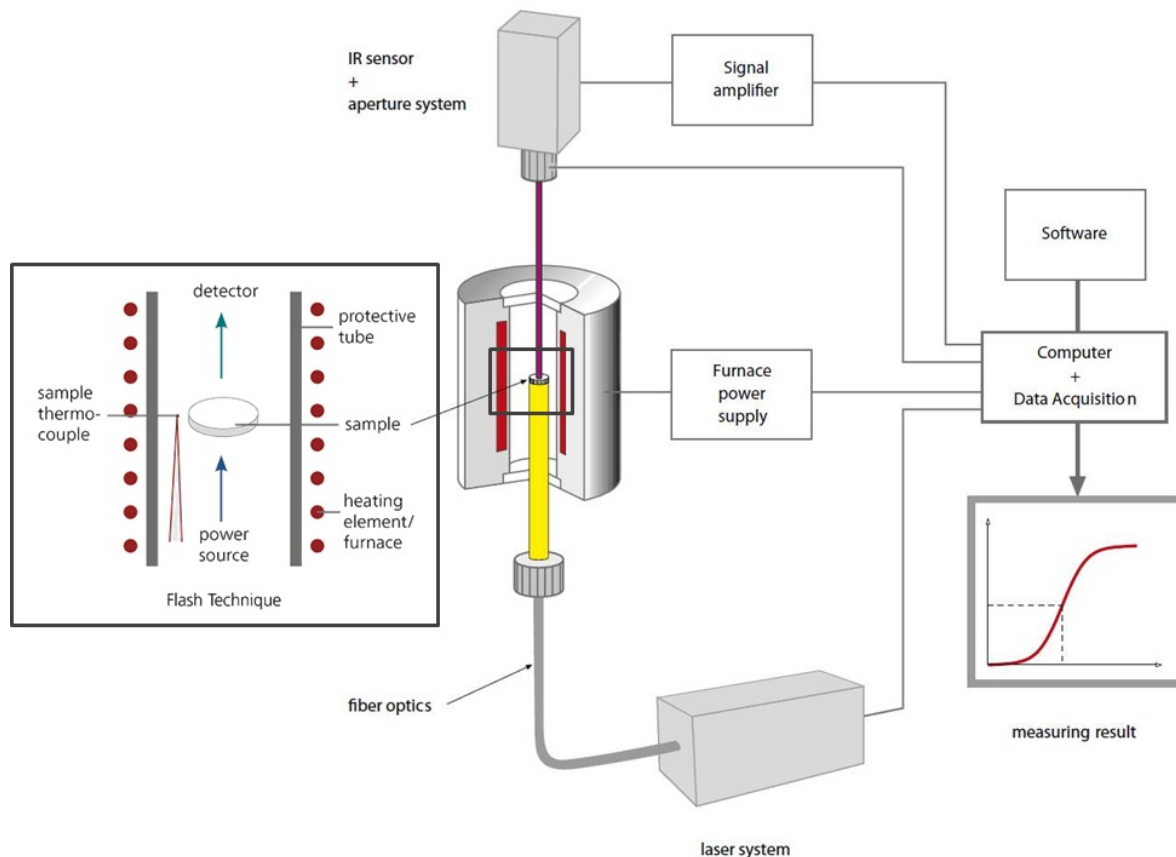 IR sensor
+
aperture system
Signal
amplifier
Software
detector
protective
tube
sample
thermo-
couple
sample
heating
element/
furnace
power
source
Flash Technique
Furnace
power
supply
Computer
+
Data Acquisition
fiber optics
measuring result
laser system